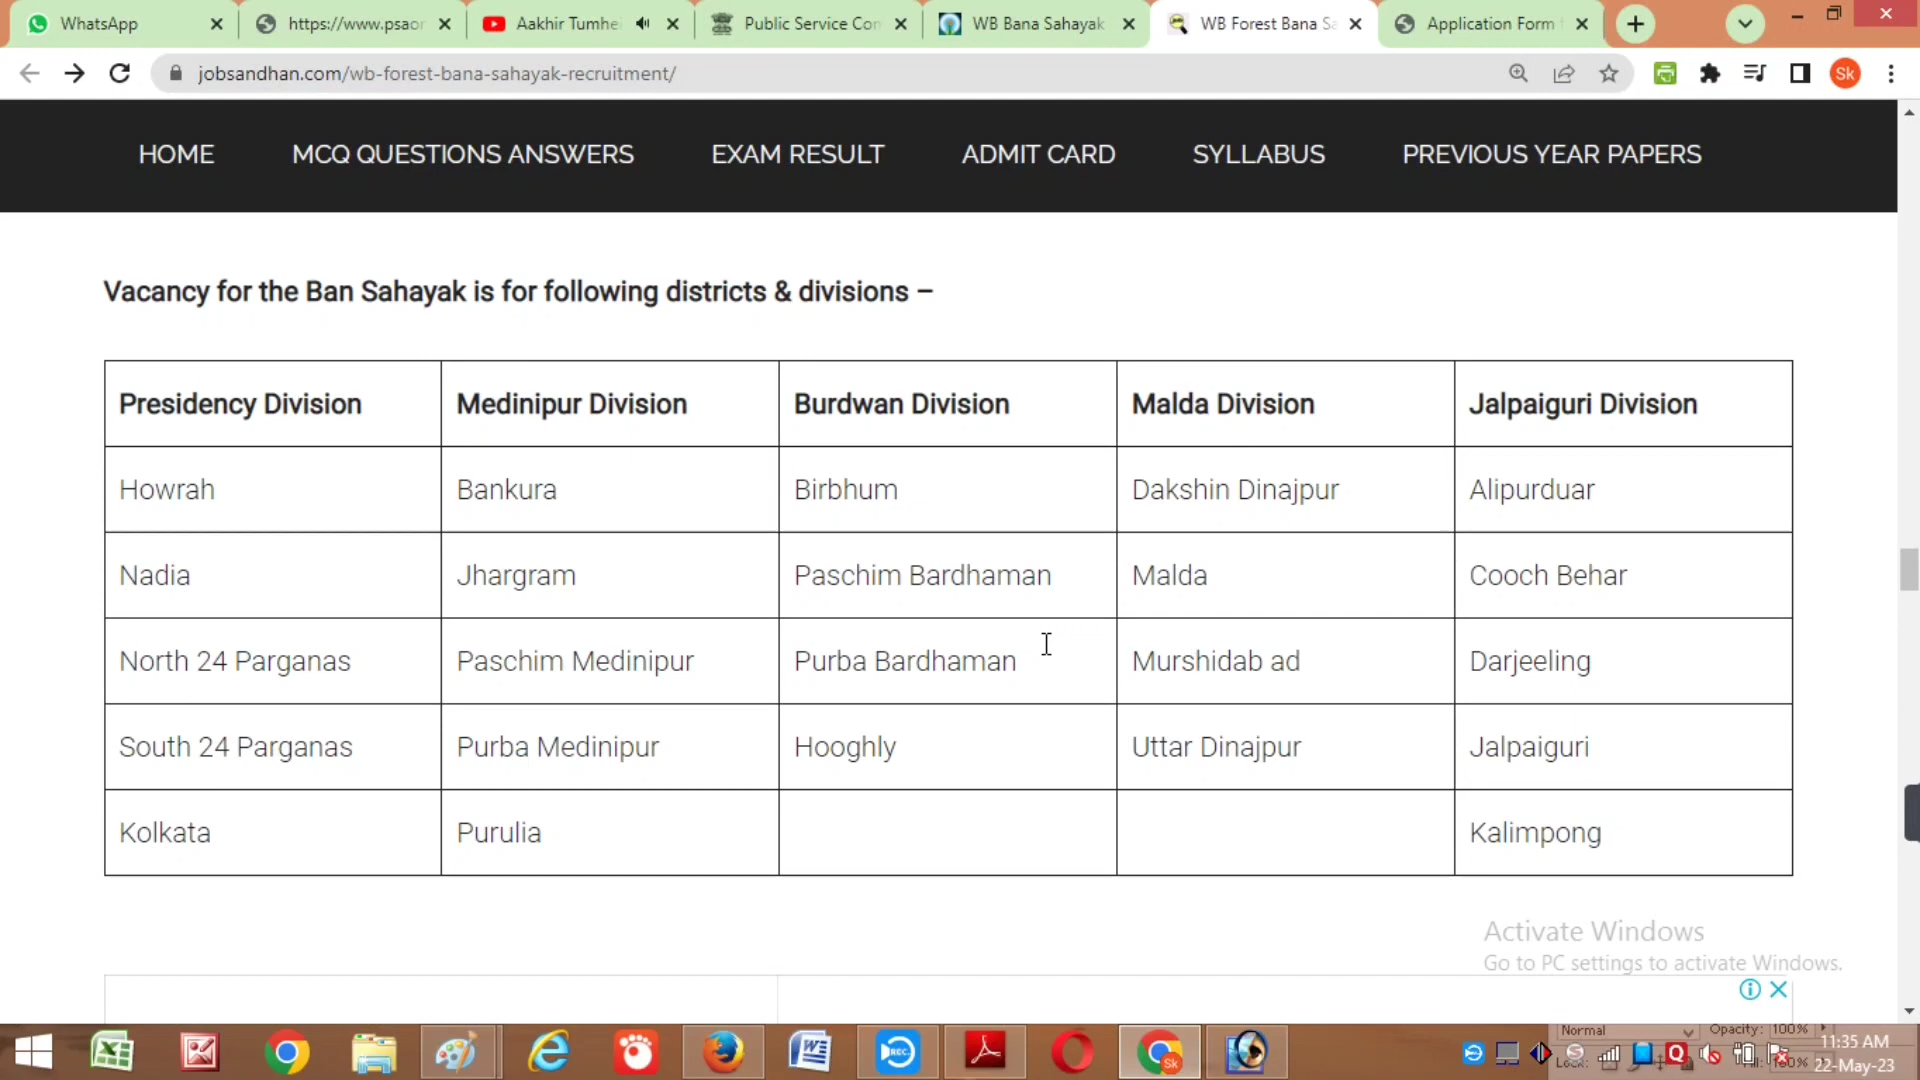 WhatsApp
https://www.psaor
Aakhir Tumhe
Public Service Con
WB Bana Sahayak
WB Forest Bana Sa
Application Form
jobsandhan.com/wb-forest-bana-sahayak-recruitment/
Sk
HOME MCQ QUESTIONS ANSWERS EXAM RESULT ADMIT CARD SYLLABUS PREVIOUS YEAR PAPERS
Vacancy for the Ban Sahayak is for following districts & divisions –
Presidency Division Medinipur Division Burdwan Division Malda Division Jalpaiguri Division
Howrah Bankura Birbhum Dakshin Dinajpur Alipurduar
Nadia Jhargram Paschim Bardhaman Malda Cooch Behar
North 24 Parganas Paschim Medinipur Purba Bardhaman Murshidab ad Darjeeling
South 24 Parganas Purba Medinipur Hooghly Uttar Dinajpur Jalpaiguri
Kolkata Purulia Kalimpong
Activate Windows
Go to PC settings to activate Windows.
REC
Sk
Normal Opacity: 100%
11:35 AM
22-May-23